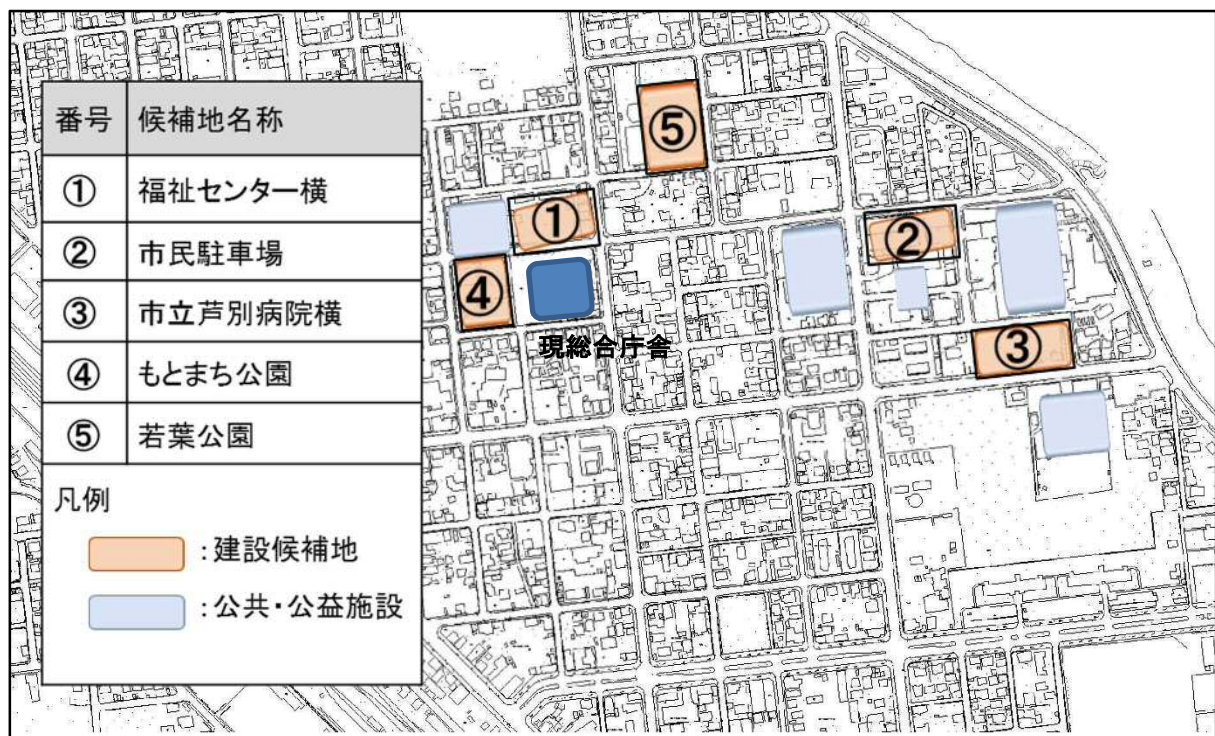 番号 候補地名称
① 福祉センター横
② 市民駐車場
③ 市立芦別病院横
④ もとまち公園
⑤ 若葉公園
凡例
：建設候補地
：公共・公益施設
⑤
①
②
④
現総合庁舎
③